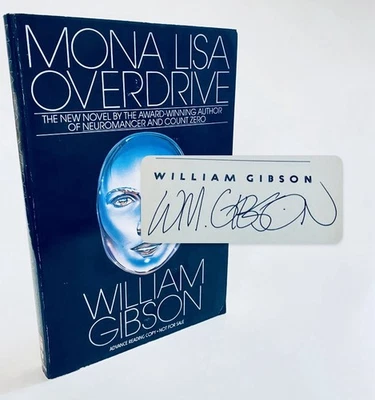 MONA LISA
OVERDRIVE
THE NEW NOVEL BY THE AWARD-WINNING AUTHOR
OF NEUROMANCER AND COUNT ZERO
WILLIAM GIBSON
WM. GIBSON
WILLIAM
GIBSON
ADVANCE READING COPY • NOT FOR SALE